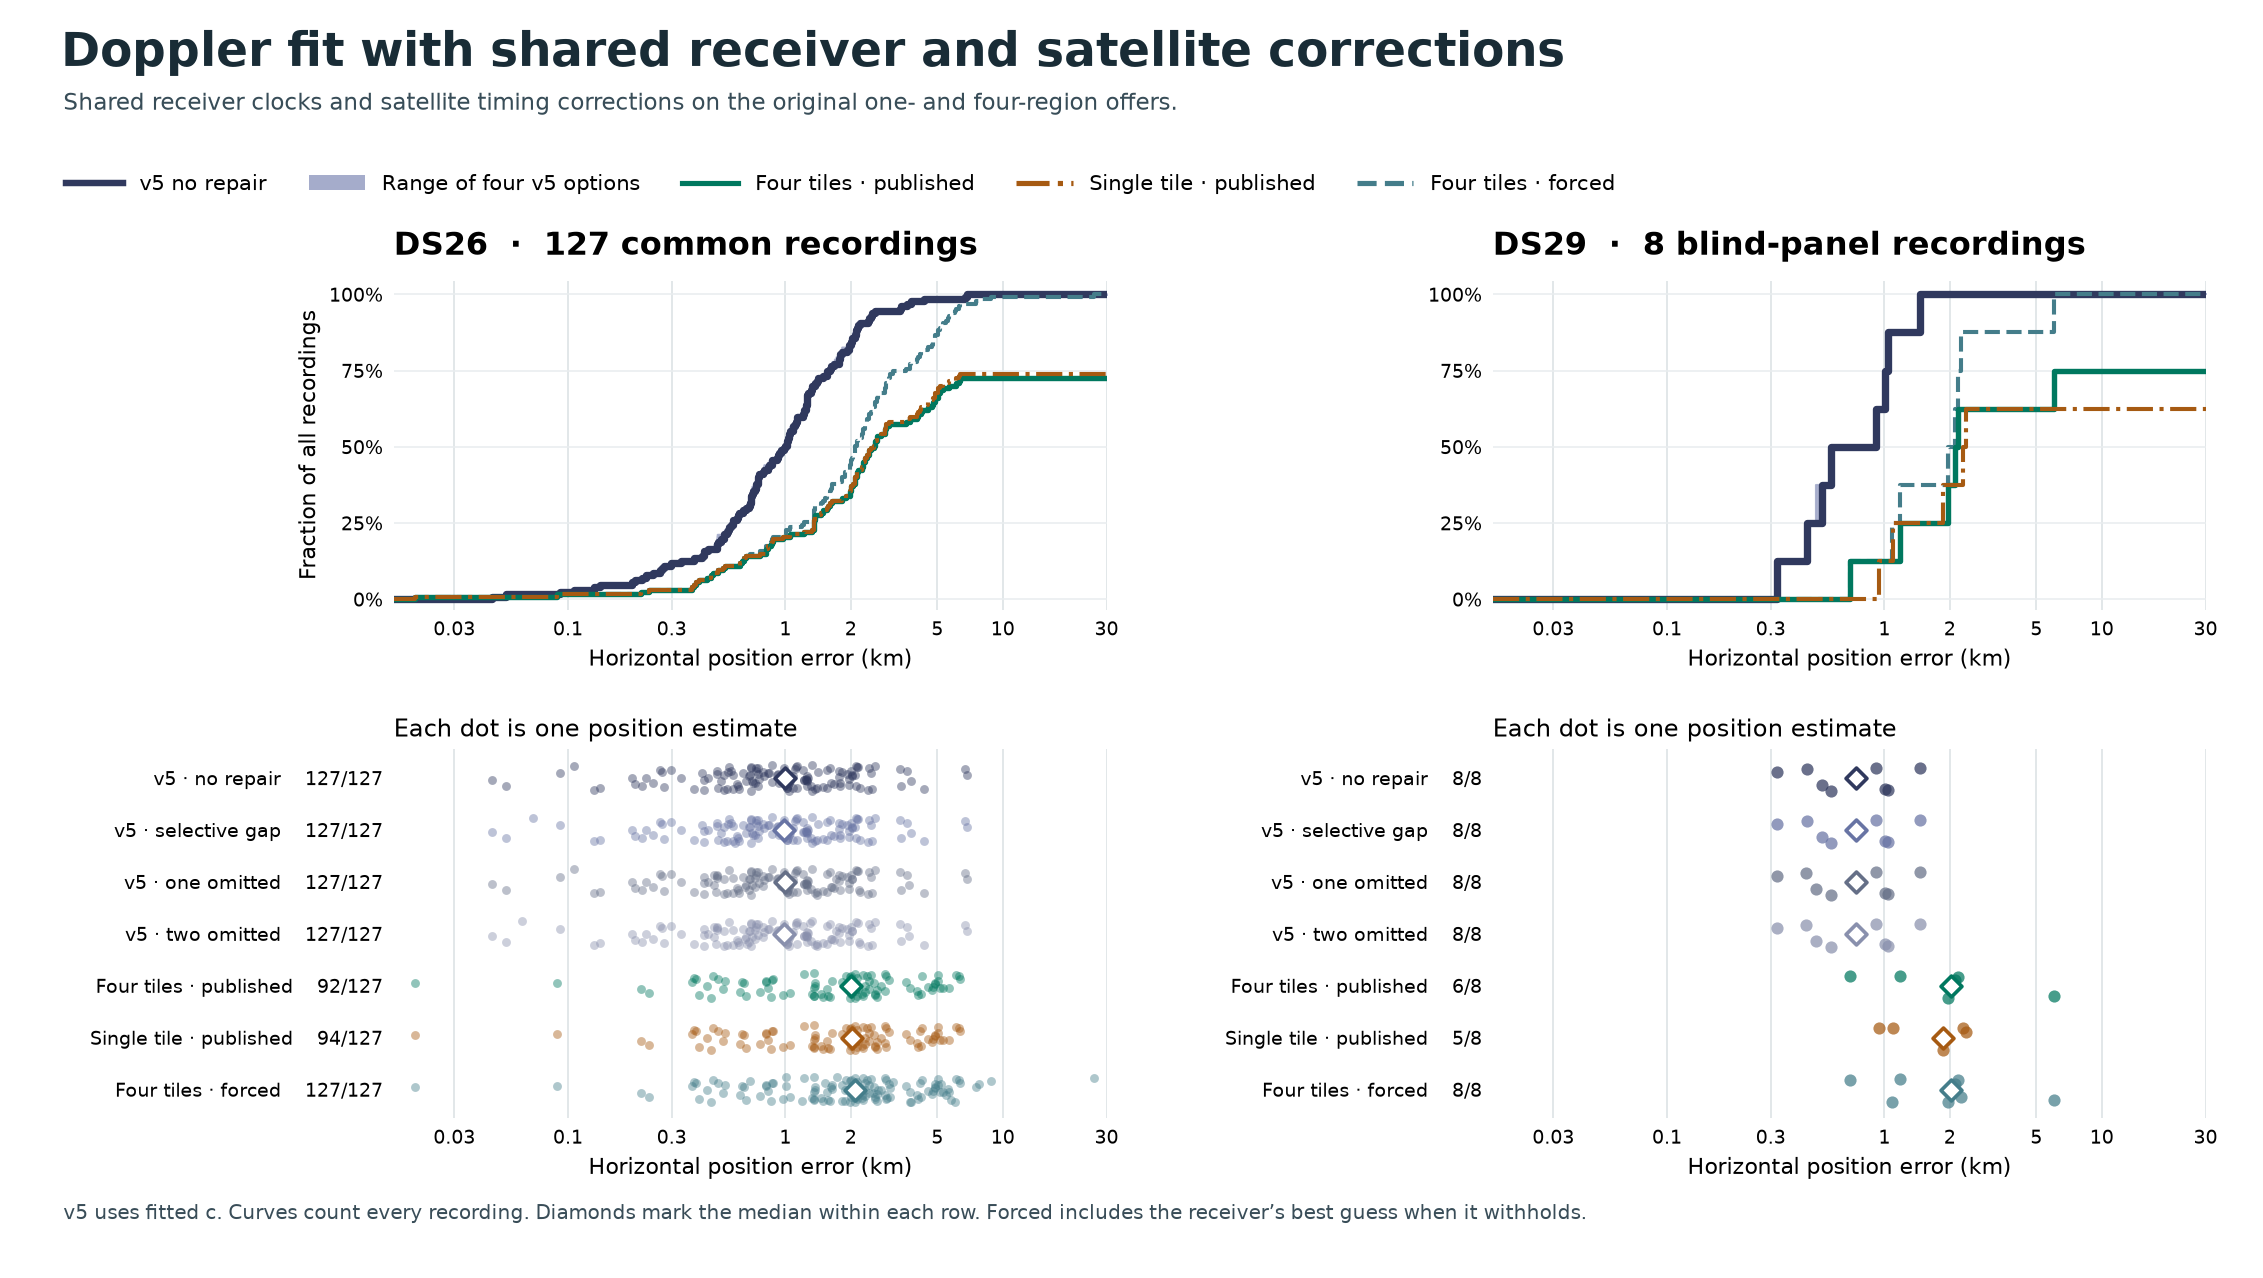 Doppler fit with shared receiver and satellite corrections
Shared receiver clocks and satellite timing corrections on the original one- and four-region offers.
v5 no repair
Range of four v5 options
Four tiles · published
Single tile · published
Four tiles · forced
DS26 · 127 common recordings
100%
75%
50%
25%
0%
Fraction of all recordings
0.03 0.1 0.3 1 2 5 10 30
Horizontal position error (km)
DS29 · 8 blind-panel recordings
100%
75%
50%
25%
0%
0.03 0.1 0.3 1 2 5 10 30
Horizontal position error (km)
Each dot is one position estimate
v5 · no repair 127/127
v5 · selective gap 127/127
v5 · one omitted 127/127
v5 · two omitted 127/127
Four tiles · published 92/127
Single tile · published 94/127
Four tiles · forced 127/127
0.03 0.1 0.3 1 2 5 10 30
Horizontal position error (km)
Each dot is one position estimate
v5 · no repair 8/8
v5 · selective gap 8/8
v5 · one omitted 8/8
v5 · two omitted 8/8
Four tiles · published 6/8
Single tile · published 5/8
Four tiles · forced 8/8
0.03 0.1 0.3 1 2 5 10 30
Horizontal position error (km)
v5 uses fitted c. Curves count every recording. Diamonds mark the median within each row. Forced includes the receiver’s best guess when it withholds.